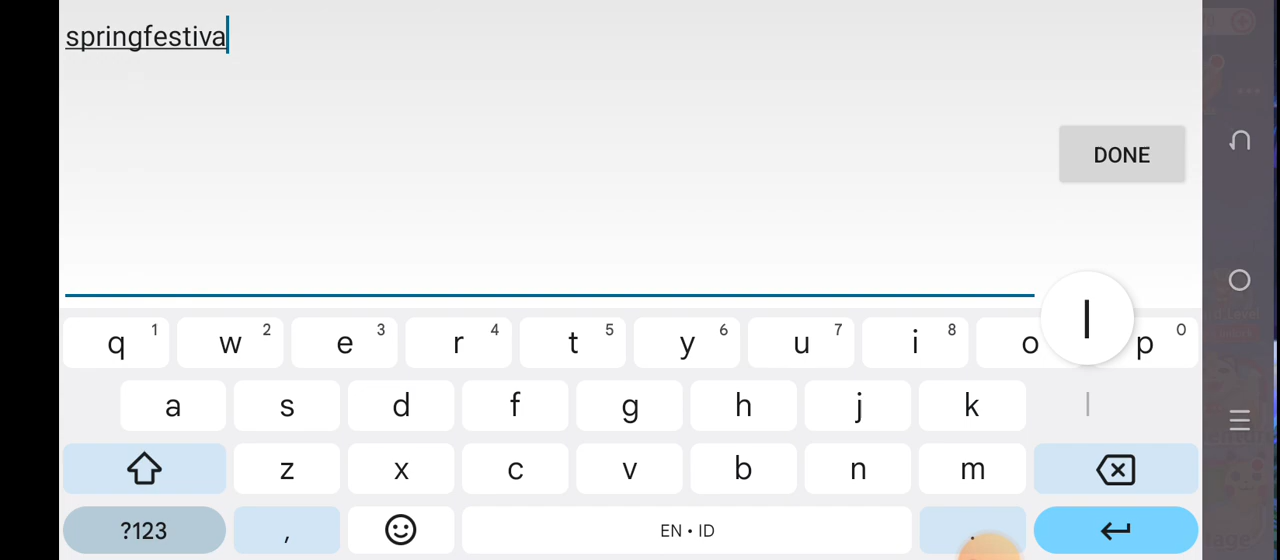 springfestiva
DONE
l
q 1 w 2 e 3 r 4 t 5 y 6 u 7 i 8 o p 0
a s d f g h j k l
z x c v b n m
?123 , EN • ID .